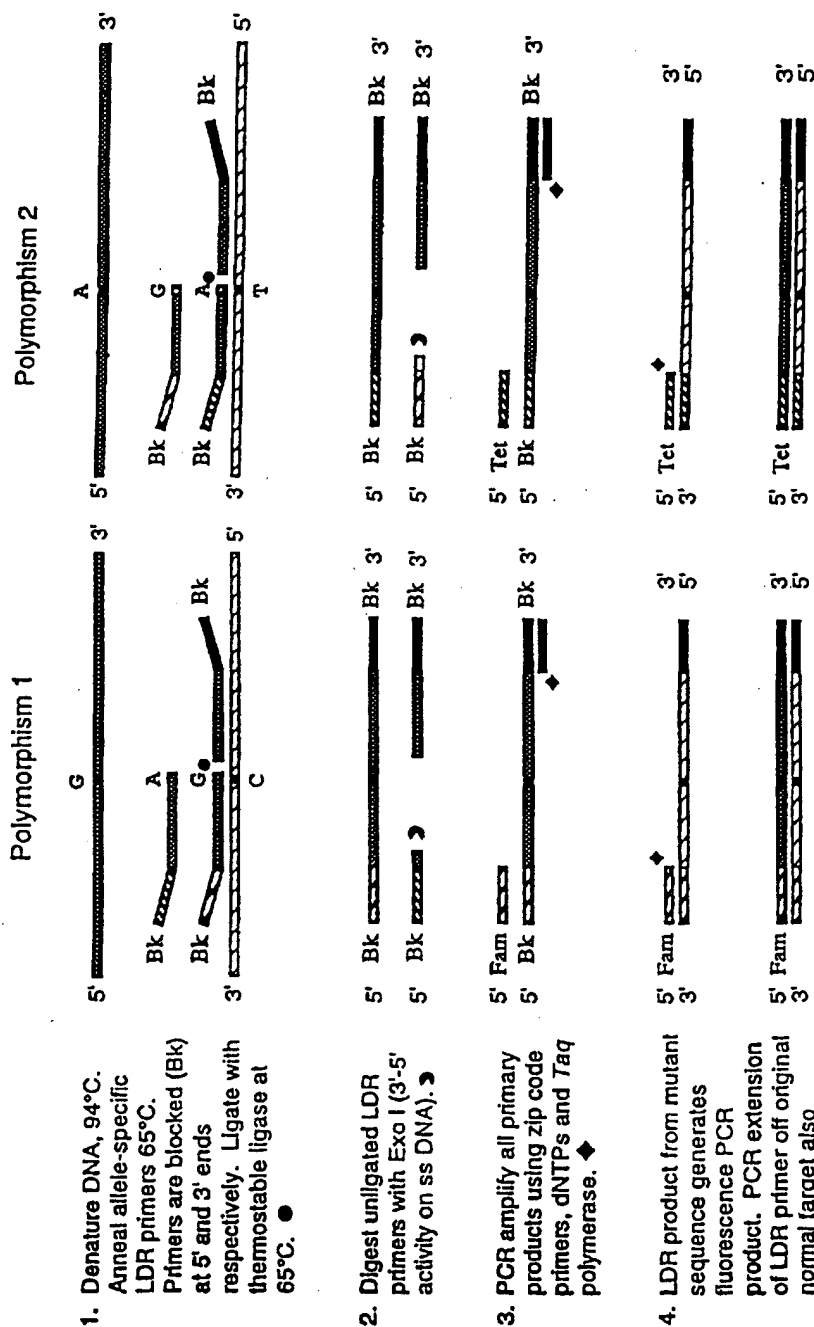 Polymorphism 1
Polymorphism 2
1. Denature DNA, 94°C.
Anneal allele-specific
LDR primers 65°C.
Primers are blocked (Bk)
at 5' and 3' ends
respectively. Ligate with
thermostable ligase at
65°C. ●
5' G 3'
Bk A
Bk G Bk
3' C 5'
5' A 3'
Bk G
Bk A Bk
3' T 5'
2. Digest unligated LDR
primers with Exo I (3'-5'
activity on ss DNA).
5' Bk Bk 3'
5' Bk Bk 3'
5' Bk Bk 3'
5' Bk Bk 3'
3. PCR amplify all primary
products using zip code
primers, dNTPs and Taq
polymerase. ◆
5' Fam
5' Bk Bk 3'
5' Tet
5' Bk Bk 3'
4. LDR product from mutant
sequence generates
fluorescence PCR
product. PCR extension
of LDR primer off original
normal target also
5' Fam 3'
3' 5'
5' Fam 3'
3' 5'
5' Tet 3'
3' 5'
5' Tet 3'
3' 5'